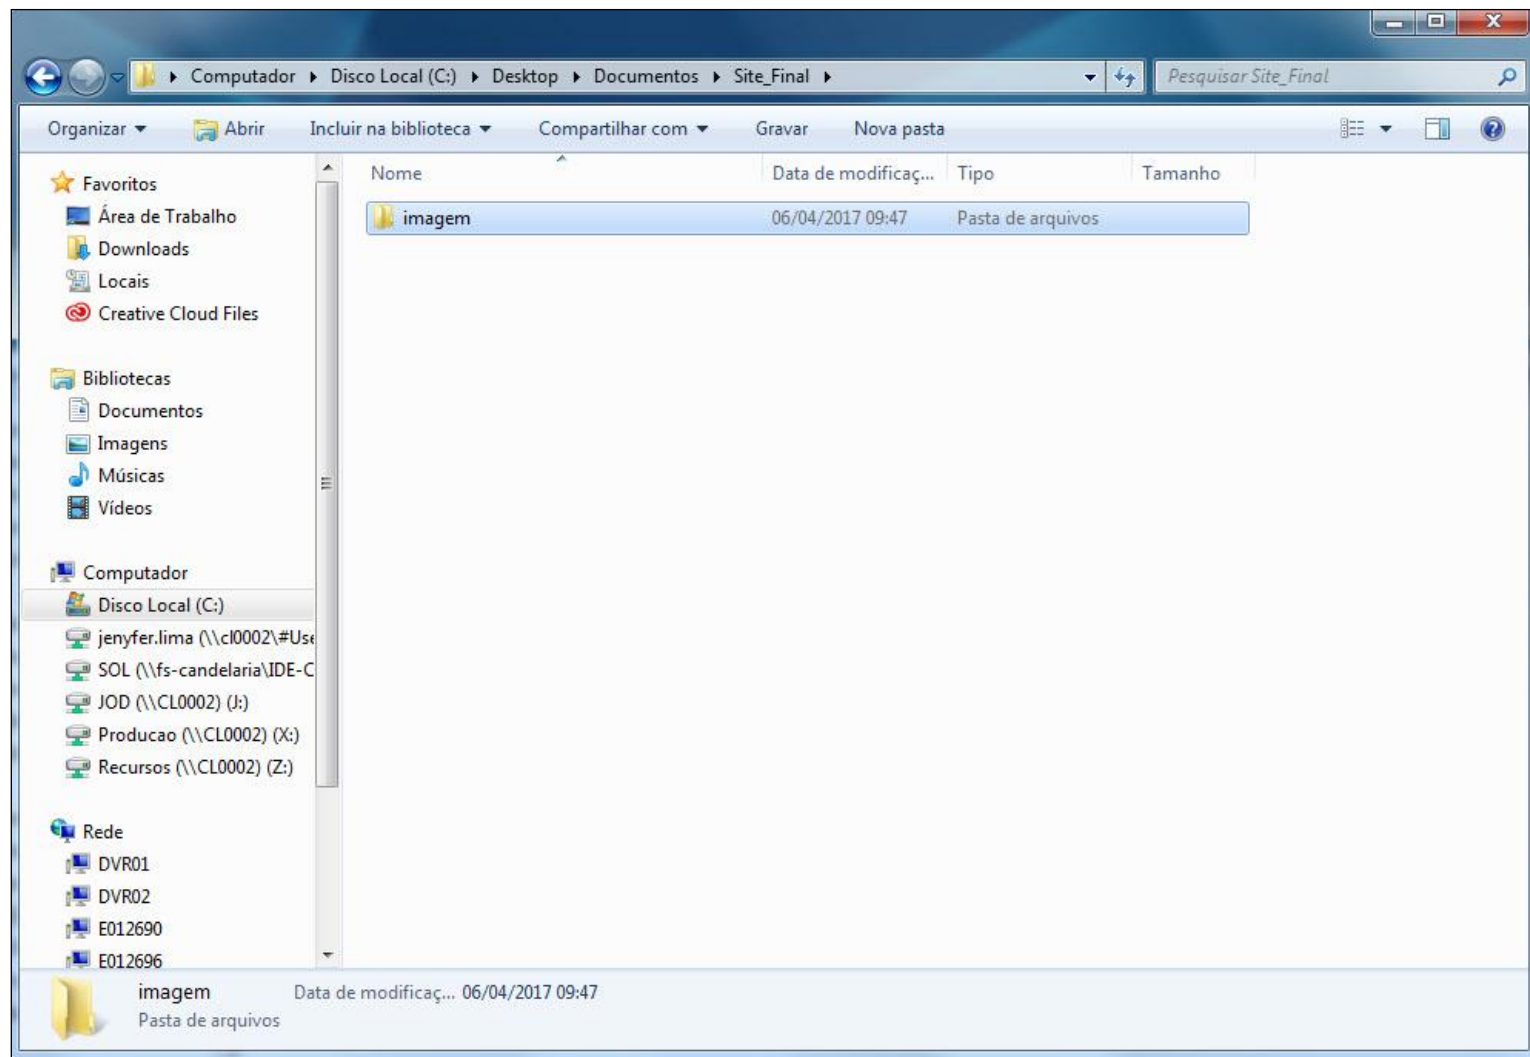 Computador Disco Local (C:) Desktop Documentos Site_Final Pesquisar Site_Final
Organizar Abrir Incluir na biblioteca Compartilhar com Gravar Nova pasta
Favoritos
Área de Trabalho
Downloads
Locais
Creative Cloud Files
Bibliotecas
Documentos
Imagens
Músicas
Vídeos
Computador
Disco Local (C:)
jenyfer.lima (\\cl0002\#Use
SOL (\\fs-candelaria\IDE-C
JOD (\\CL0002) (J:)
Producao (\\CL0002) (X:)
Recursos (\\CL0002) (Z:)
Rede
DVR01
DVR02
E012690
E012696
Nome Data de modificaç... Tipo Tamanho
imagem 06/04/2017 09:47 Pasta de arquivos
imagem Data de modificaç... 06/04/2017 09:47
Pasta de arquivos